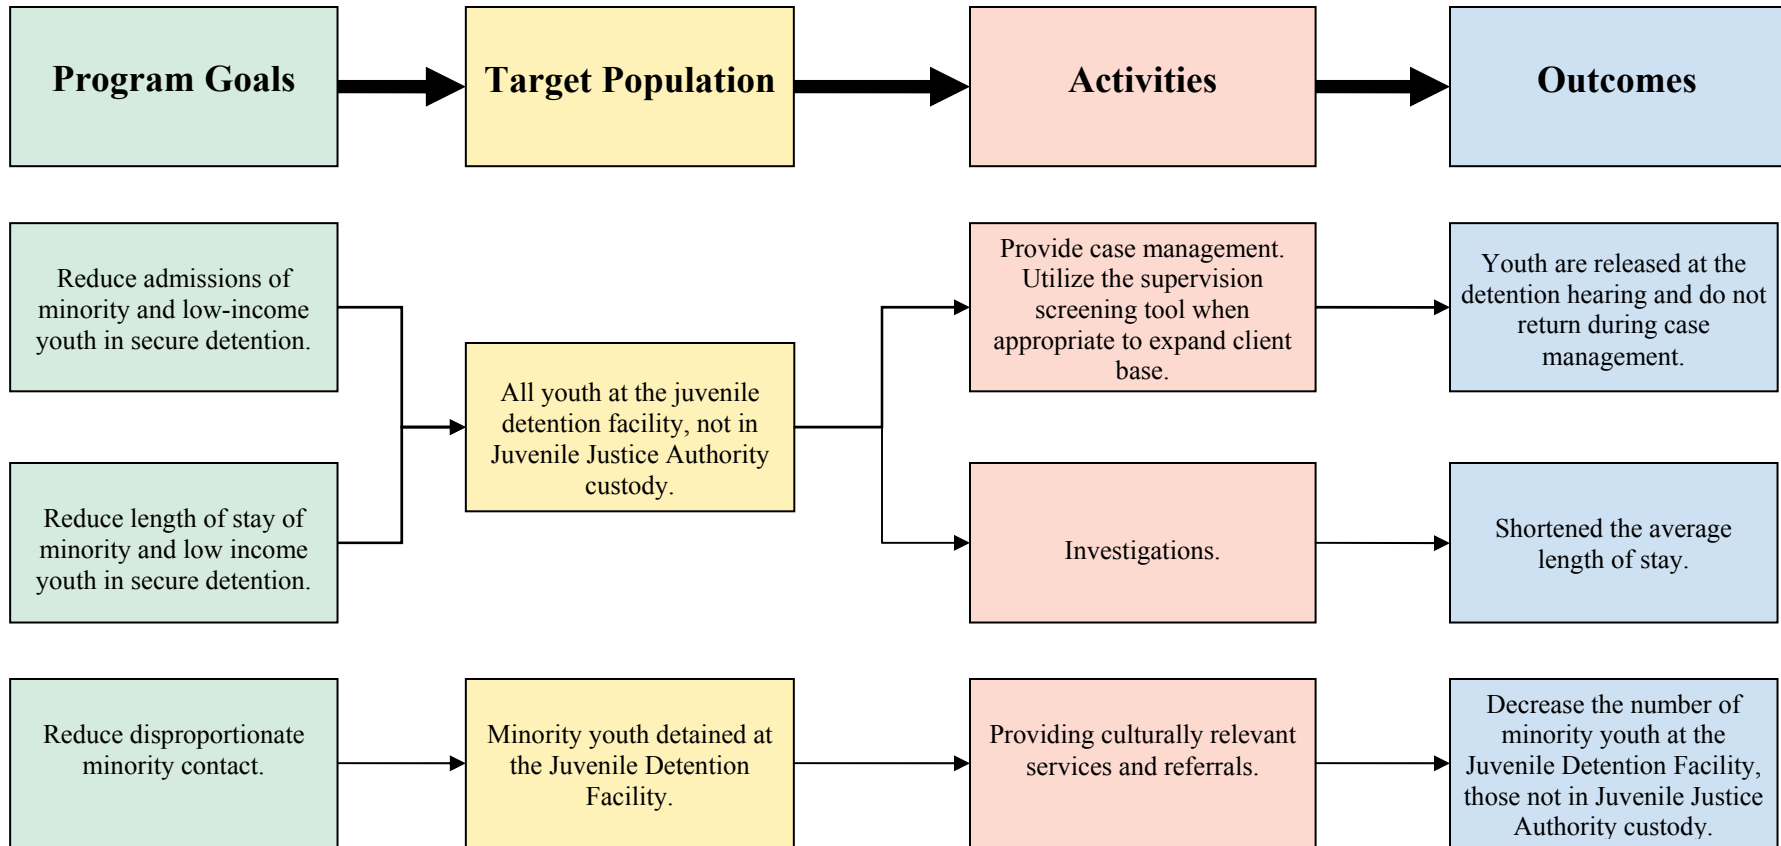 Program Goals
Target Population
Activities
Outcomes
Reduce admissions of
minority and low-income
youth in secure detention.
All youth at the juvenile
detention facility, not in
Juvenile Justice Authority
custody.
Provide case management.
Utilize the supervision
screening tool when
appropriate to expand client
base.
Youth are released at the
detention hearing and do not
return during case
management.
Reduce length of stay of
minority and low income
youth in secure detention.
Investigations.
Shortened the average
length of stay.
Reduce disproportionate
minority contact.
Minority youth detained at
the Juvenile Detention
Facility.
Providing culturally relevant
services and referrals.
Decrease the number of
minority youth at the
Juvenile Detention Facility,
those not in Juvenile Justice
Authority custody.